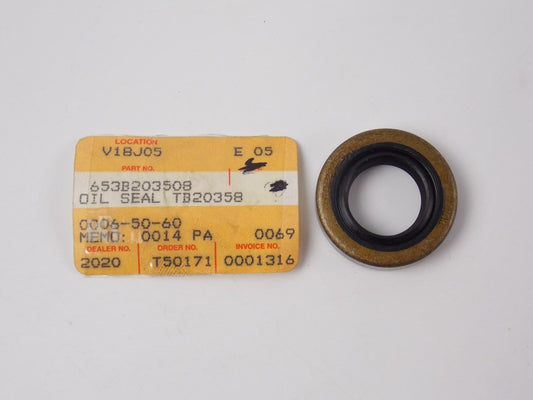 LOCATION
V18J05 E 05
PART NO.
653B203508
OIL SEAL TB20358
0006-50-60
MEMO: 0014 PA 0069
DEALER NO. ORDER NO. INVOICE NO.
2020 T50171 0001316